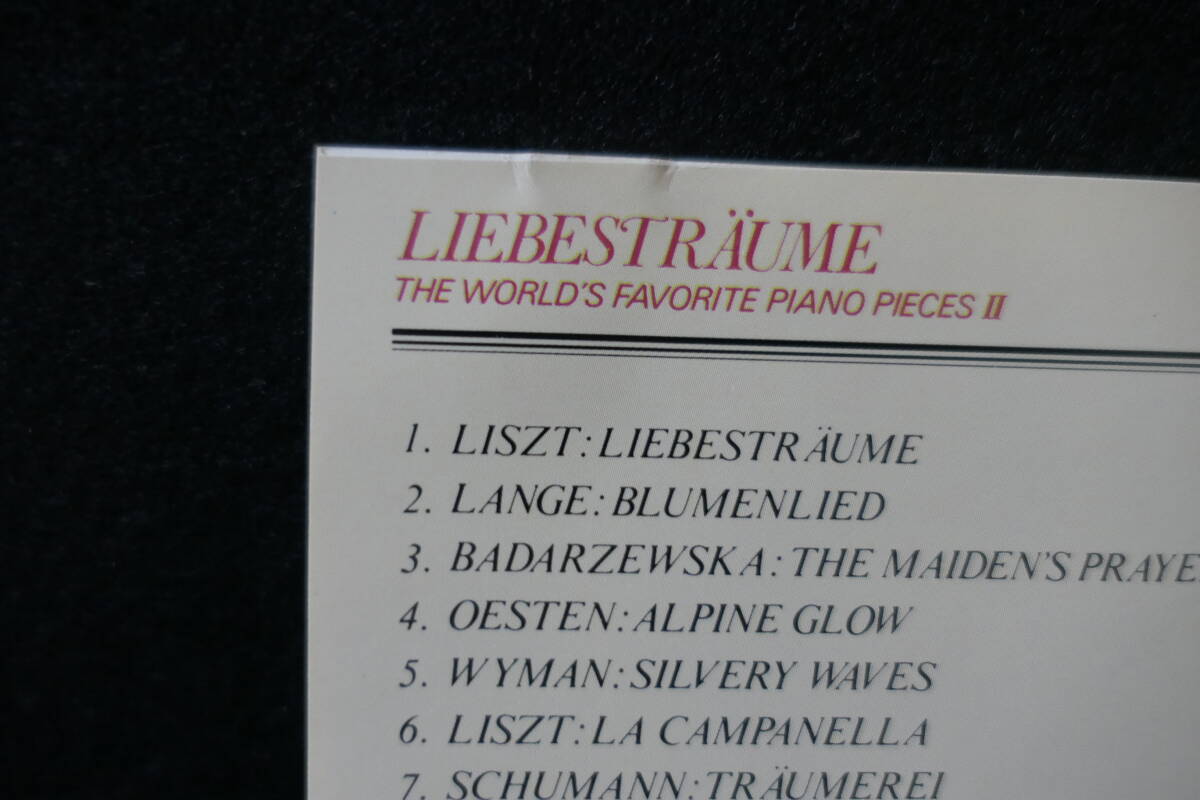 LIEBESTRÄUME
THE WORLD'S FAVORITE PIANO PIECES II
1. LISZT: LIEBESTRÄUME
2. LANGE: BLUMENLIED
3. BADARZEWSKA: THE MAIDEN'S PRAYE
4. OESTEN: ALPINE GLOW
5. WYMAN: SILVERY WAVES
6. LISZT: LA CAMPANELLA
7. SCHUMANN: TRÄUMEREI